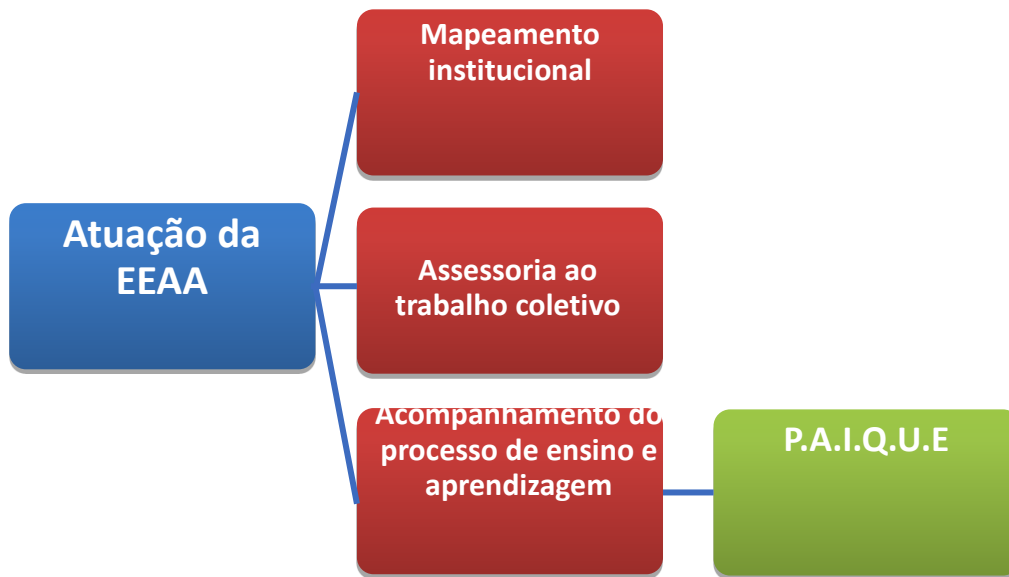 Mapeamento
institucional
Atuação da
EEAA
Assessoria ao
trabalho coletivo
Acompanhamento do
processo de ensino e
aprendizagem
P.A.I.Q.U.E